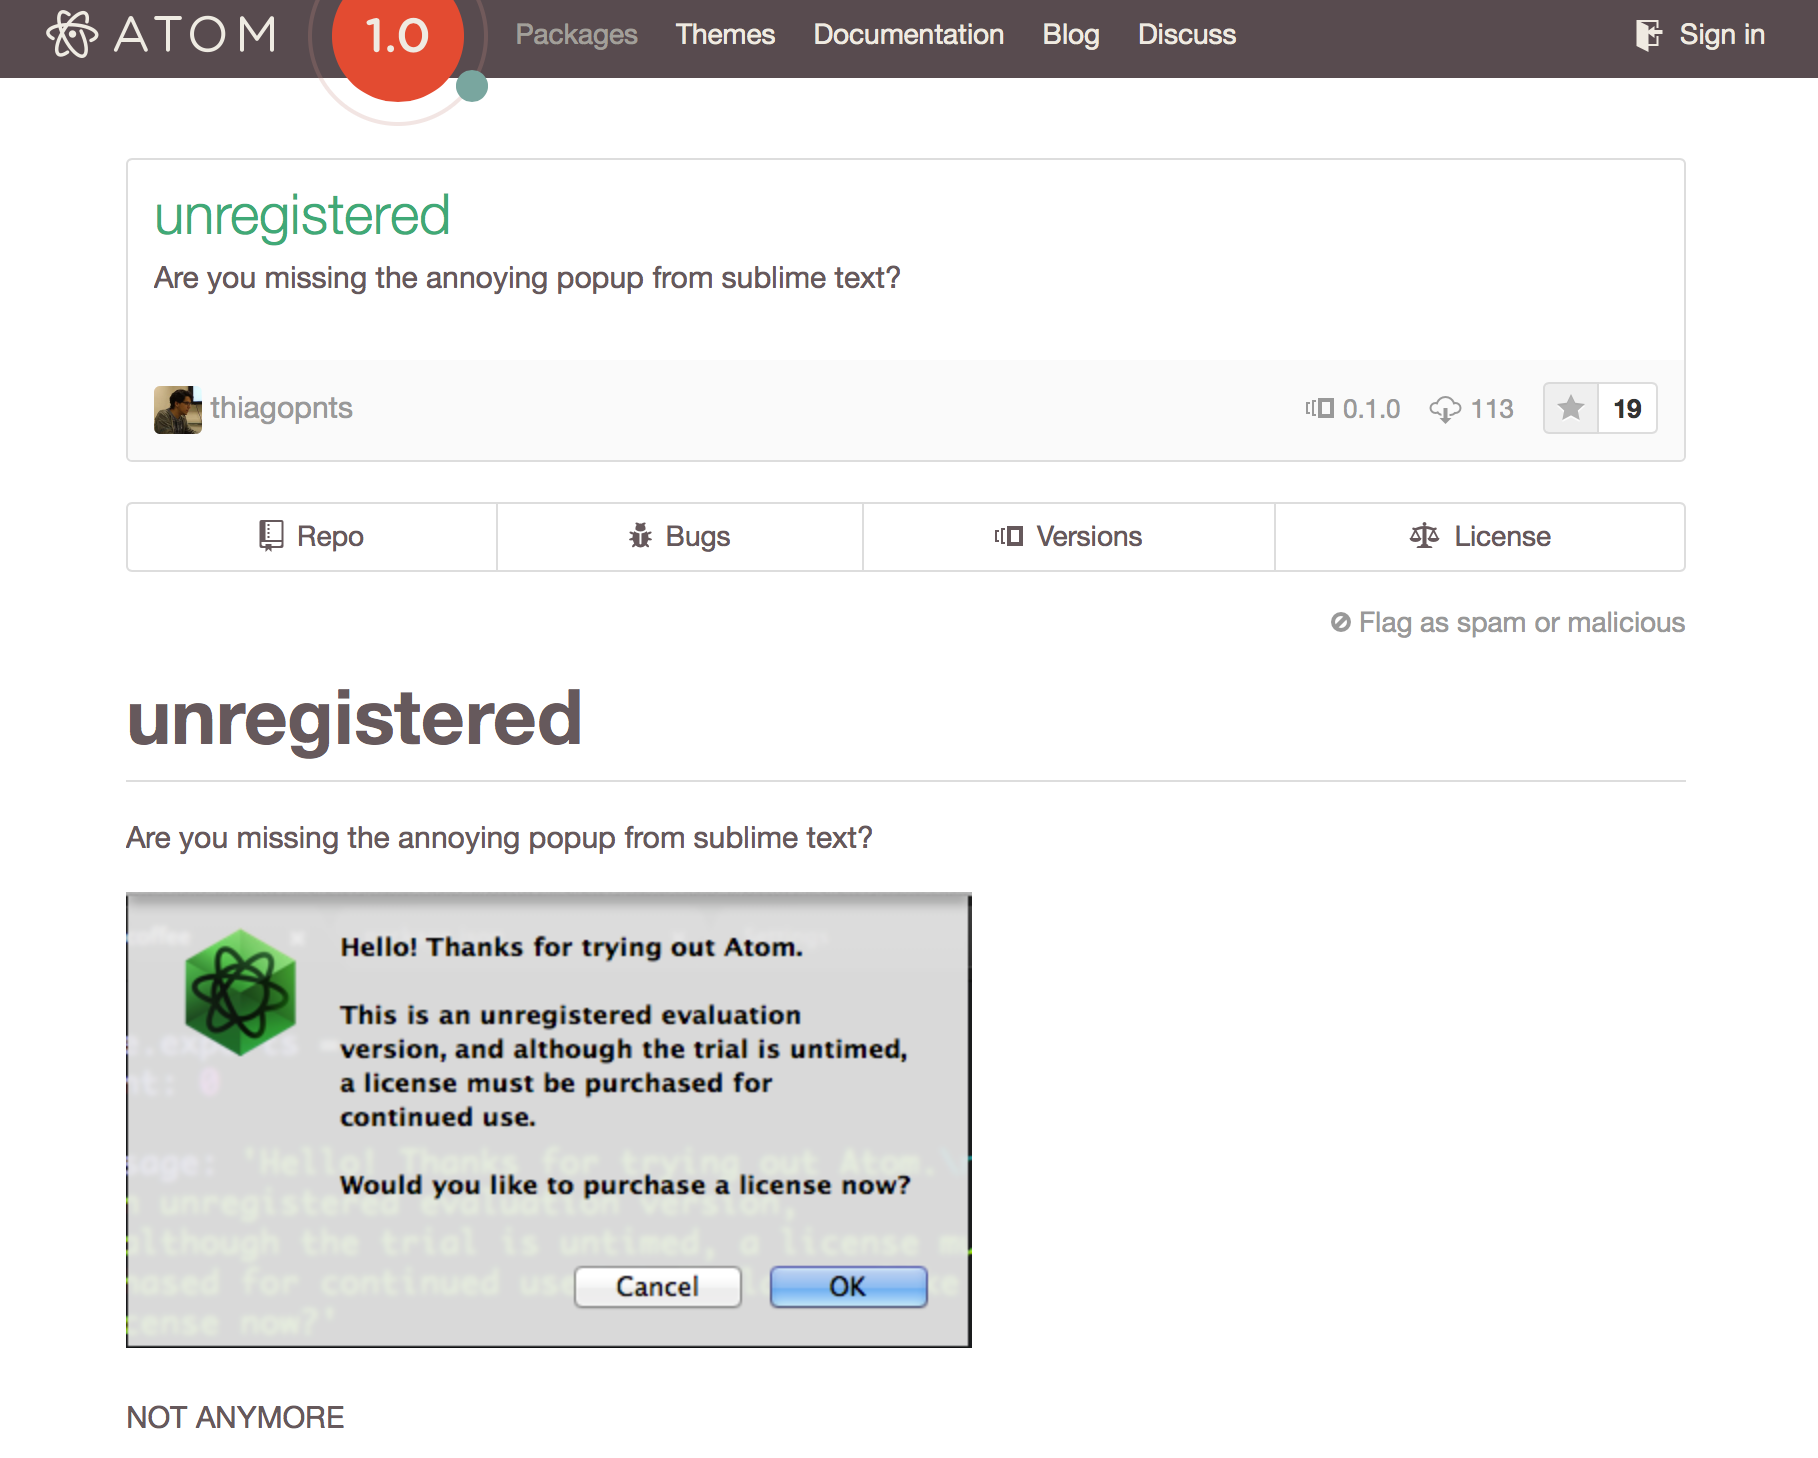 ATOM 1.0 Packages Themes Documentation Blog Discuss Sign in
unregistered
Are you missing the annoying popup from sublime text?
thiagopnts 0.1.0 113 19
Repo Bugs Versions License
Flag as spam or malicious
unregistered
Are you missing the annoying popup from sublime text?
Hello! Thanks for trying out Atom.
This is an unregistered evaluation
version, and although the trial is untimed,
a license must be purchased for
continued use.
Would you like to purchase a license now?
Cancel OK
NOT ANYMORE